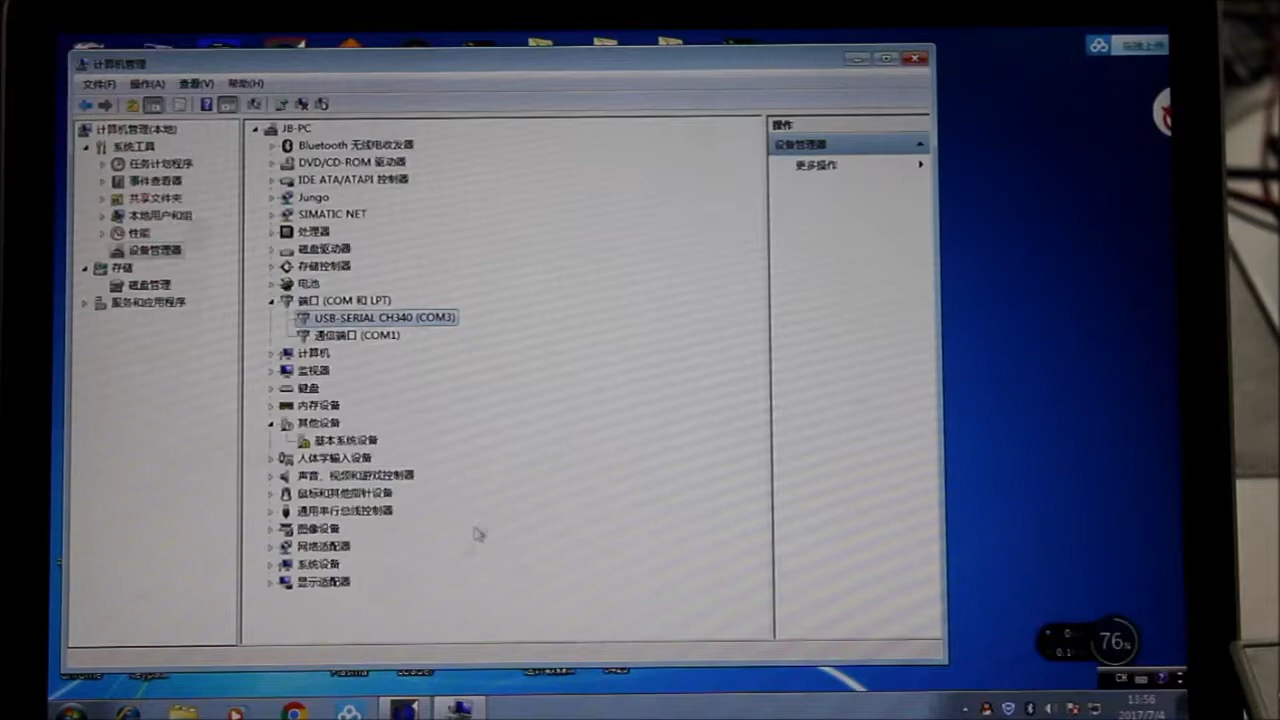 计算机管理
文件(F) 操作(A) 查看(V) 帮助(H)
计算机管理(本地)
系统工具
任务计划程序
事件查看器
共享文件夹
本地用户和组
性能
设备管理器
存储
磁盘管理
服务和应用程序
JB-PC
Bluetooth 无线电收发器
DVD/CD-ROM 驱动器
IDE ATA/ATAPI 控制器
Jungo
SIMATIC NET
处理器
磁盘驱动器
存储控制器
电池
端口 (COM 和 LPT)
USB-SERIAL CH340 (COM3)
通信端口 (COM1)
计算机
监视器
键盘
内存设备
其他设备
基本系统设备
人体学输入设备
声音、视频和游戏控制器
鼠标和其他指针设备
通用串行总线控制器
图像设备
网络适配器
系统设备
显示适配器
操作
设备管理器
更多操作
拖拽上传
76%
CH
13:56
2017/7/4